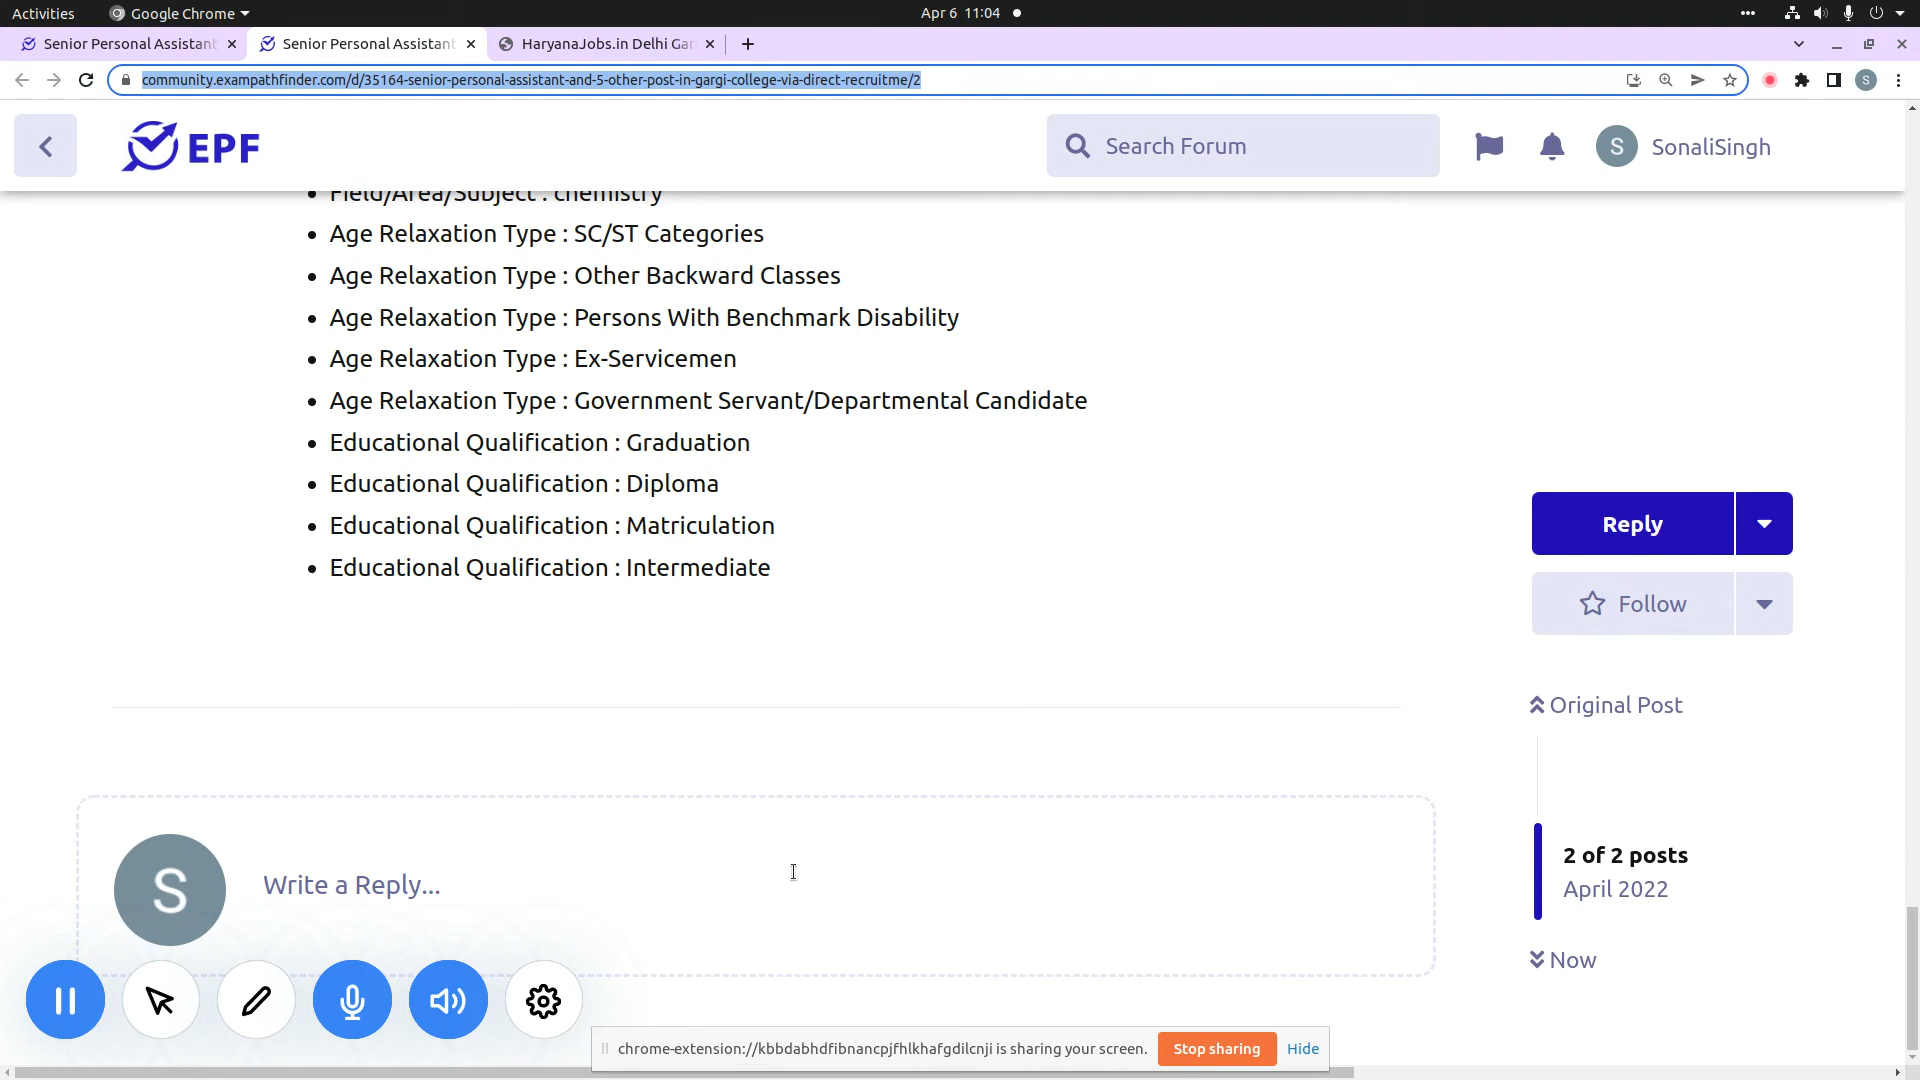 Activities
Google Chrome
Apr 6 11:04
Senior Personal Assistant
Senior Personal Assistant
HaryanaJobs.in Delhi Gar
community.exampathfinder.com/d/35164-senior-personal-assistant-and-5-other-post-in-gargi-college-via-direct-recruitme/2
S
EPF
Search Forum
S
SonaliSingh
Field/Area/Subject : chemistry
Age Relaxation Type : SC/ST Categories
Age Relaxation Type : Other Backward Classes
Age Relaxation Type : Persons With Benchmark Disability
Age Relaxation Type : Ex-Servicemen
Age Relaxation Type : Government Servant/Departmental Candidate
Educational Qualification : Graduation
Educational Qualification : Diploma
Educational Qualification : Matriculation
Educational Qualification : Intermediate
Reply
Follow
Original Post
2 of 2 posts
April 2022
Now
S
Write a Reply...
chrome-extension://kbbdabhdfibnancpjfhlkhafgdilcnji is sharing your screen.
Stop sharing
Hide